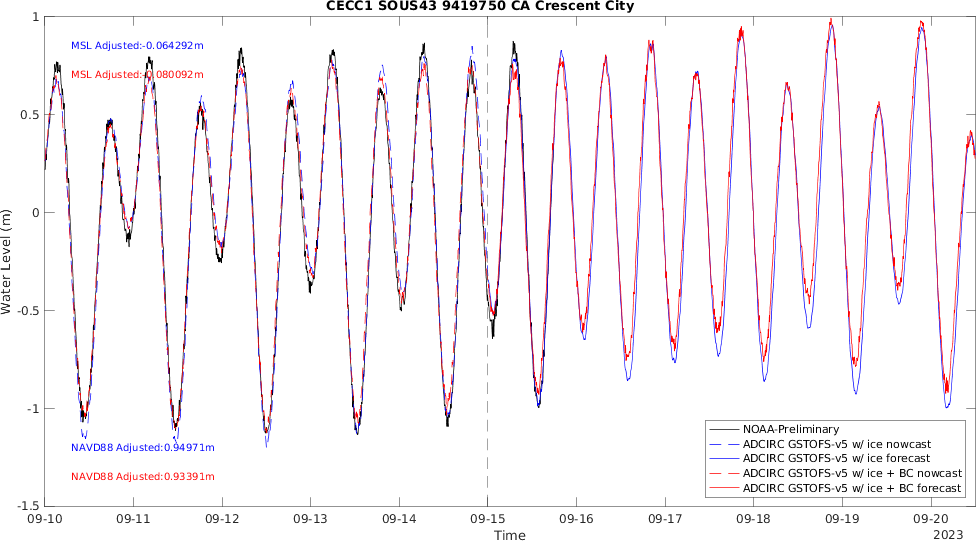 CECC1 SOUS43 9419750 CA Crescent City
1
0.5
0
-0.5
-1
-1.5
Water Level (m)
MSL Adjusted:-0.064292m
MSL Adjusted:-0.080092m
NAVD88 Adjusted:0.94971m
NAVD88 Adjusted:0.93391m
NOAA-Preliminary
ADCIRC GSTOFS-v5 w/ ice nowcast
ADCIRC GSTOFS-v5 w/ ice forecast
ADCIRC GSTOFS-v5 w/ ice + BC nowcast
ADCIRC GSTOFS-v5 w/ ice + BC forecast
09-10 09-11 09-12 09-13 09-14 09-15 09-16 09-17 09-18 09-19 09-20
Time
2023